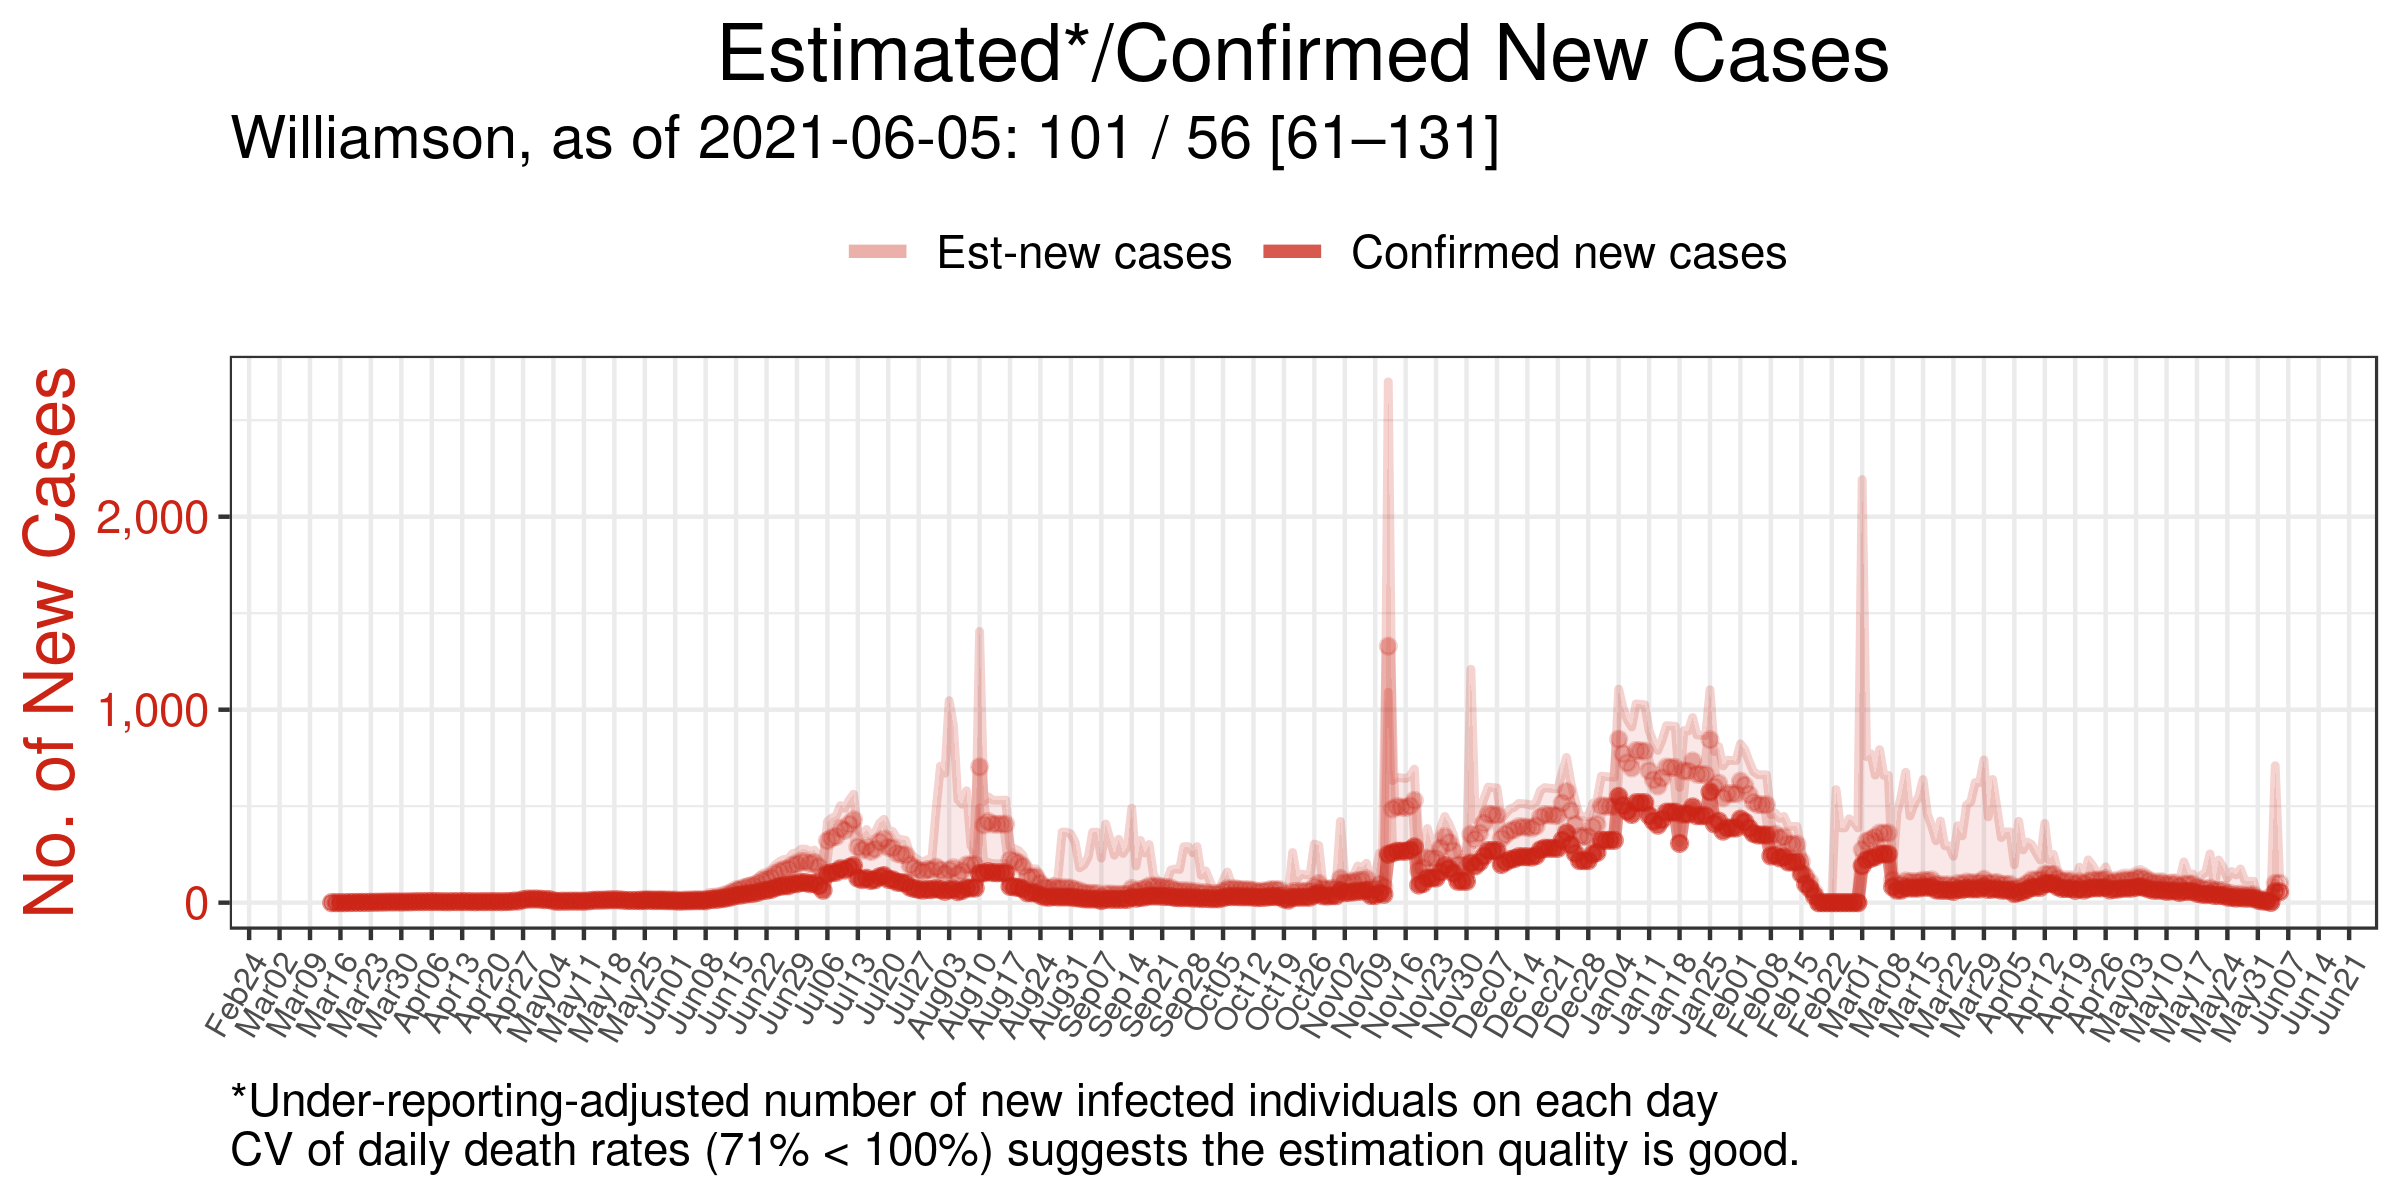 Estimated*/Confirmed New Cases
Williamson, as of 2021-06-05: 101 / 56 [61–131]
Est-new cases Confirmed new cases
No. of New Cases
2,000
1,000
0
Feb24 Mar02 Mar09 Mar16 Mar23 Mar30 Apr06 Apr13 Apr20 Apr27 May04 May11 May18 May25 Jun01 Jun08 Jun15 Jun22 Jun29 Jul06 Jul13 Jul20 Jul27 Aug03 Aug10 Aug17 Aug24 Aug31 Sep07 Sep14 Sep21 Sep28 Oct05 Oct12 Oct19 Oct26 Nov02 Nov09 Nov16 Nov23 Nov30 Dec07 Dec14 Dec21 Dec28 Jan04 Jan11 Jan18 Jan25 Feb01 Feb08 Feb15 Feb22 Mar01 Mar08 Mar15 Mar22 Mar29 Apr05 Apr12 Apr19 Apr26 May03 May10 May17 May24 May31 Jun07 Jun14 Jun21
*Under-reporting-adjusted number of new infected individuals on each day
CV of daily death rates (71% < 100%) suggests the estimation quality is good.